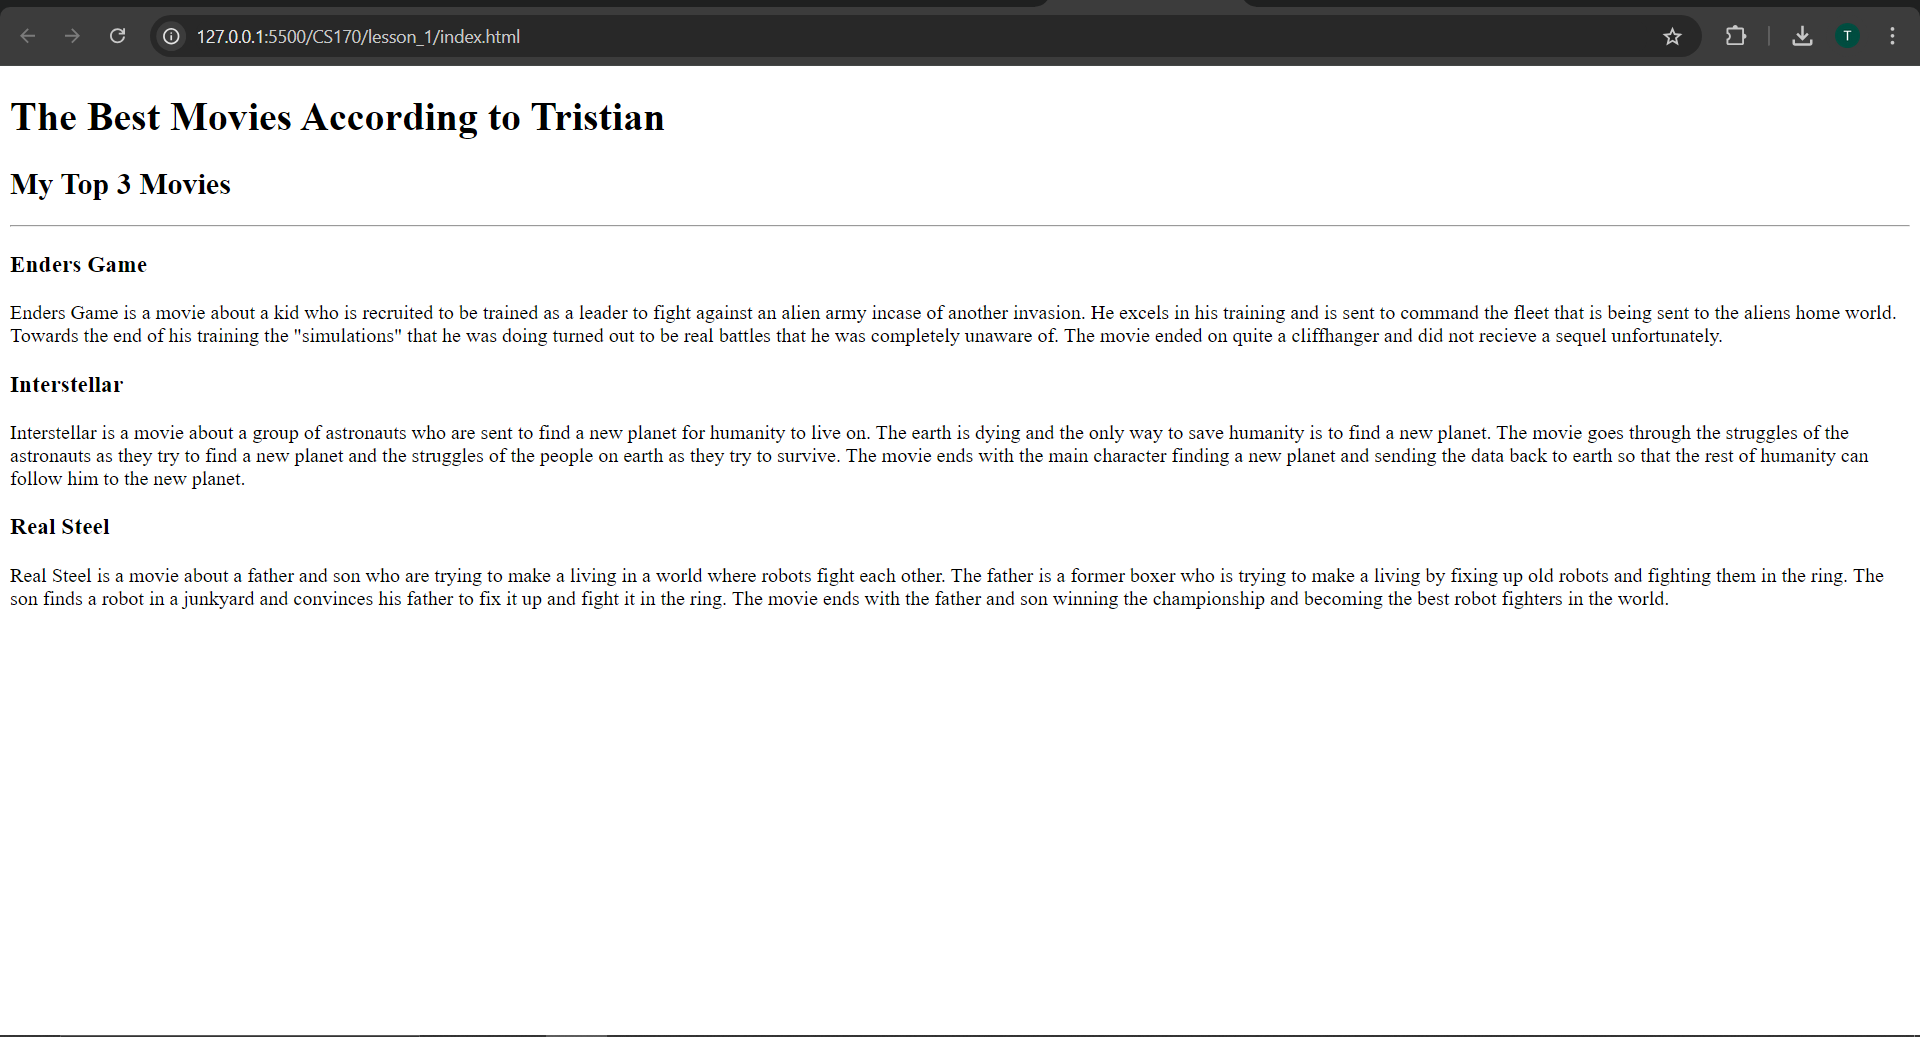 127.0.0.1:5500/CS170/lesson_1/index.html
T
The Best Movies According to Tristian
My Top 3 Movies
Enders Game
Enders Game is a movie about a kid who is recruited to be trained as a leader to fight against an alien army incase of another invasion. He excels in his training and is sent to command the fleet that is being sent to the aliens home world.
Towards the end of his training the "simulations" that he was doing turned out to be real battles that he was completely unaware of. The movie ended on quite a cliffhanger and did not recieve a sequel unfortunately.
Interstellar
Interstellar is a movie about a group of astronauts who are sent to find a new planet for humanity to live on. The earth is dying and the only way to save humanity is to find a new planet. The movie goes through the struggles of the
astronauts as they try to find a new planet and the struggles of the people on earth as they try to survive. The movie ends with the main character finding a new planet and sending the data back to earth so that the rest of humanity can
follow him to the new planet.
Real Steel
Real Steel is a movie about a father and son who are trying to make a living in a world where robots fight each other. The father is a former boxer who is trying to make a living by fixing up old robots and fighting them in the ring. The
son finds a robot in a junkyard and convinces his father to fix it up and fight it in the ring. The movie ends with the father and son winning the championship and becoming the best robot fighters in the world.